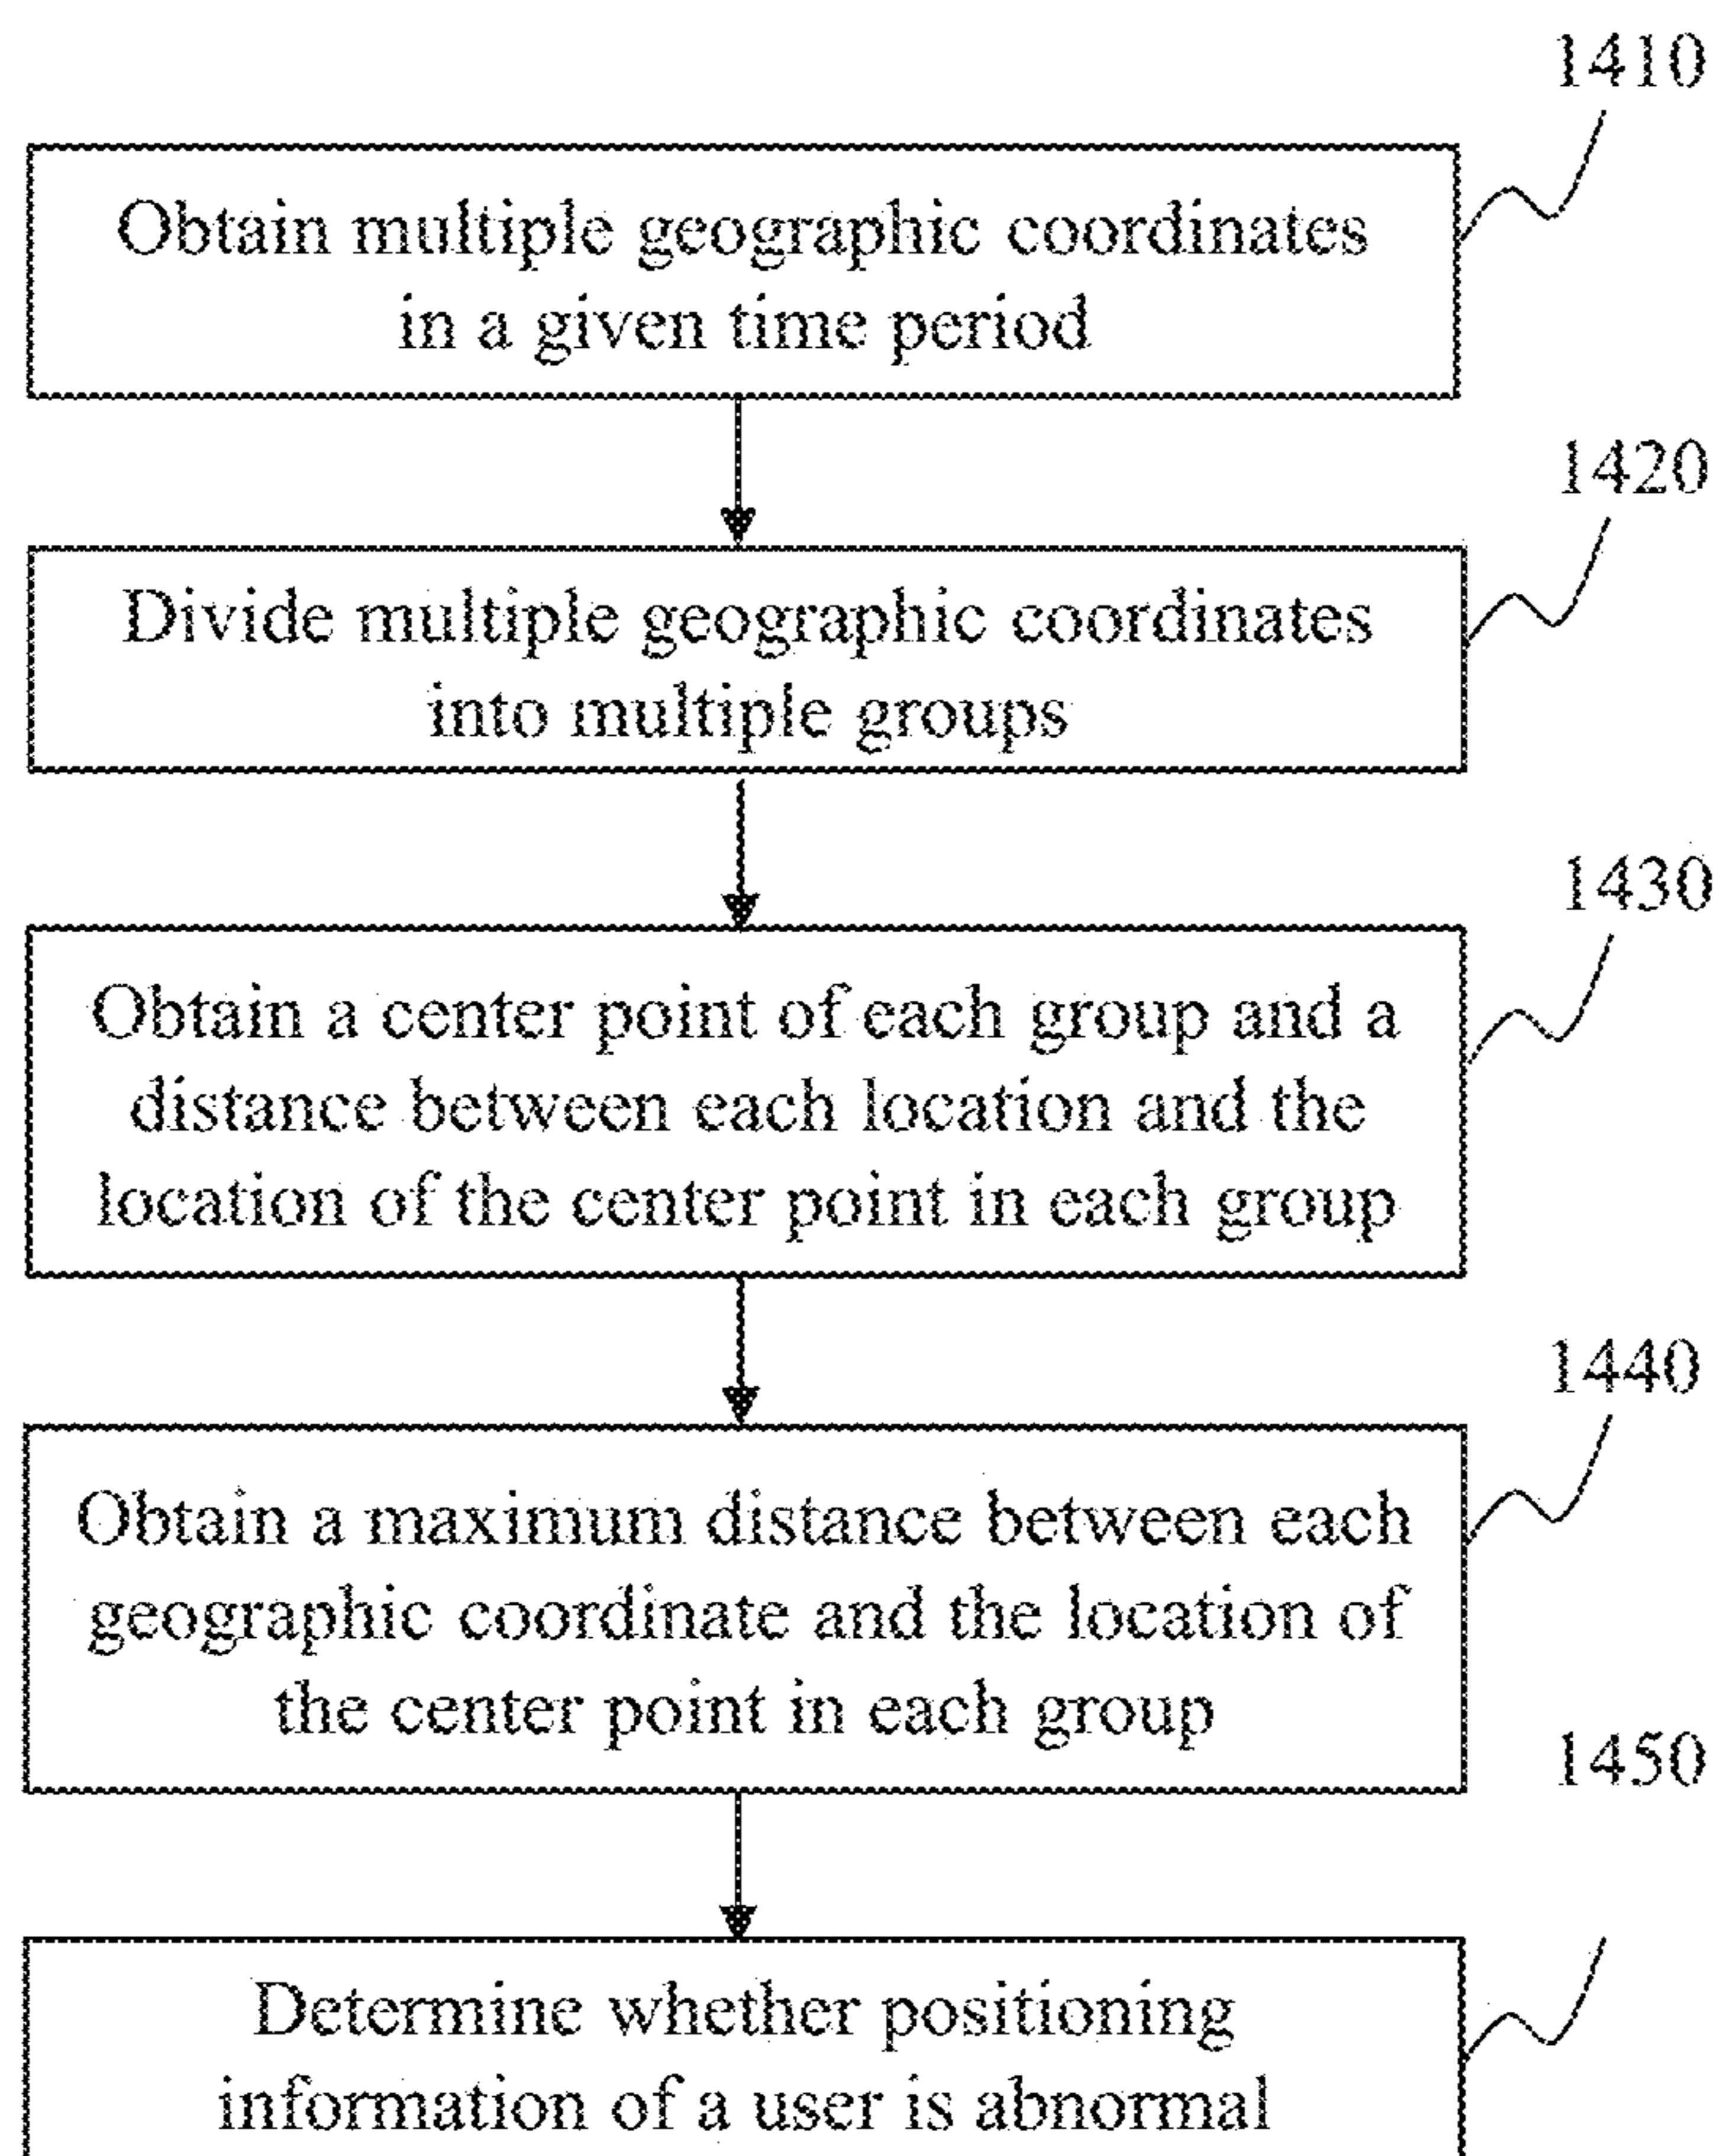 1410
Obtain multiple geographic coordinates
in a given time period
1420
Divide multiple geographic coordinates
into multiple groups
1430
Obtain a center point of each group and a
distance between each location and the
location of the center point in each group
1440
Obtain a maximum distance between each
geographic coordinate and the location of
the center point in each group
1450
Determine whether positioning
information of a user is abnormal